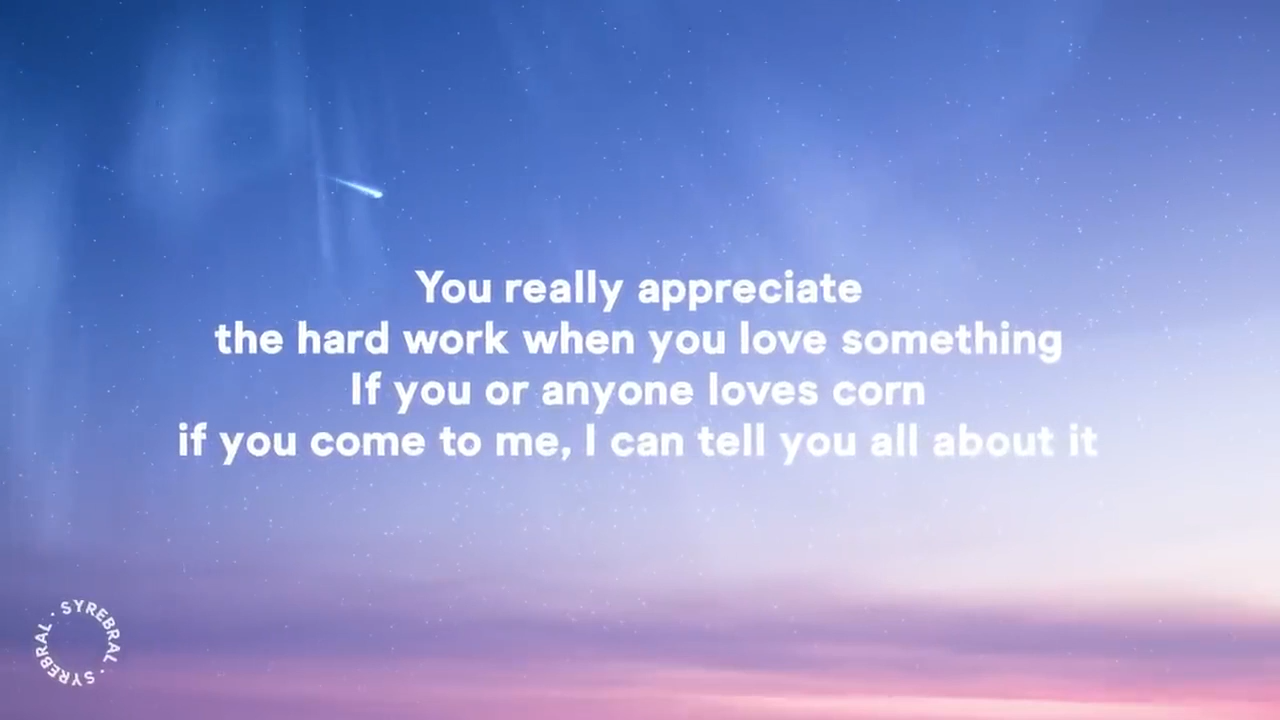 You really appreciate
the hard work when you love something
If you or anyone loves corn
if you come to me, I can tell you all about it
SYREBRAL · SYREBRAL ·